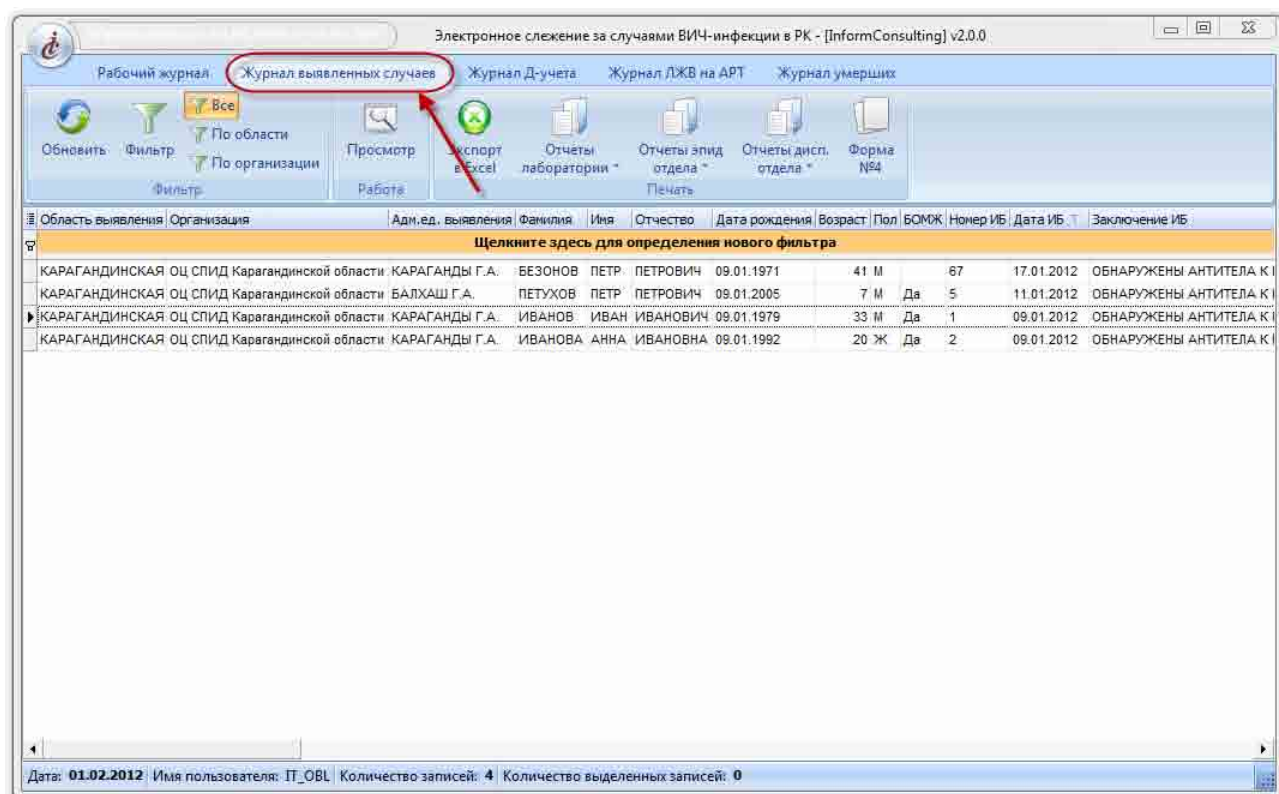 Электронное слежение за случаями ВИЧ-инфекции в РК - [InformConsulting] v2.0.0
Рабочий журнал Журнал выявленных случаев Журнал Д-учета Журнал ЛЖВ на АРТ Журнал умерших
Обновить Фильтр Все По области По организации
Просмотр
Экспорт в Excel
Отчеты лаборатории
Отчеты эпид отдела
Отчеты дисп. отдела
Форма №4
Фильтр Работа Печать
Область выявления Организация Адм.ед. выявления Фамилия Имя Отчество Дата рождения Возраст Пол БОМЖ Номер ИБ Дата ИБ Заключение ИБ
Щелкните здесь для определения нового фильтра
КАРАГАНДИНСКАЯ ОЦ СПИД Карагандинской области КАРАГАНДЫ Г.А. БЕЗОНОВ ПЕТР ПЕТРОВИЧ 09.01.1971 41 М 67 17.01.2012 ОБНАРУЖЕНЫ АНТИТЕЛА К
КАРАГАНДИНСКАЯ ОЦ СПИД Карагандинской области БАЛХАШ Г.А. ПЕТУХОВ ПЕТР ПЕТРОВИЧ 09.01.2005 7 М Да 5 11.01.2012 ОБНАРУЖЕНЫ АНТИТЕЛА К
КАРАГАНДИНСКАЯ ОЦ СПИД Карагандинской области КАРАГАНДЫ Г.А. ИВАНОВ ИВАН ИВАНОВИЧ 09.01.1979 33 М Да 1 09.01.2012 ОБНАРУЖЕНЫ АНТИТЕЛА К
КАРАГАНДИНСКАЯ ОЦ СПИД Карагандинской области КАРАГАНДЫ Г.А. ИВАНОВА АННА ИВАНОВНА 09.01.1992 20 Ж Да 2 09.01.2012 ОБНАРУЖЕНЫ АНТИТЕЛА К
Дата: 01.02.2012 Имя пользователя: IT_OBL Количество записей: 4 Количество выделенных записей: 0